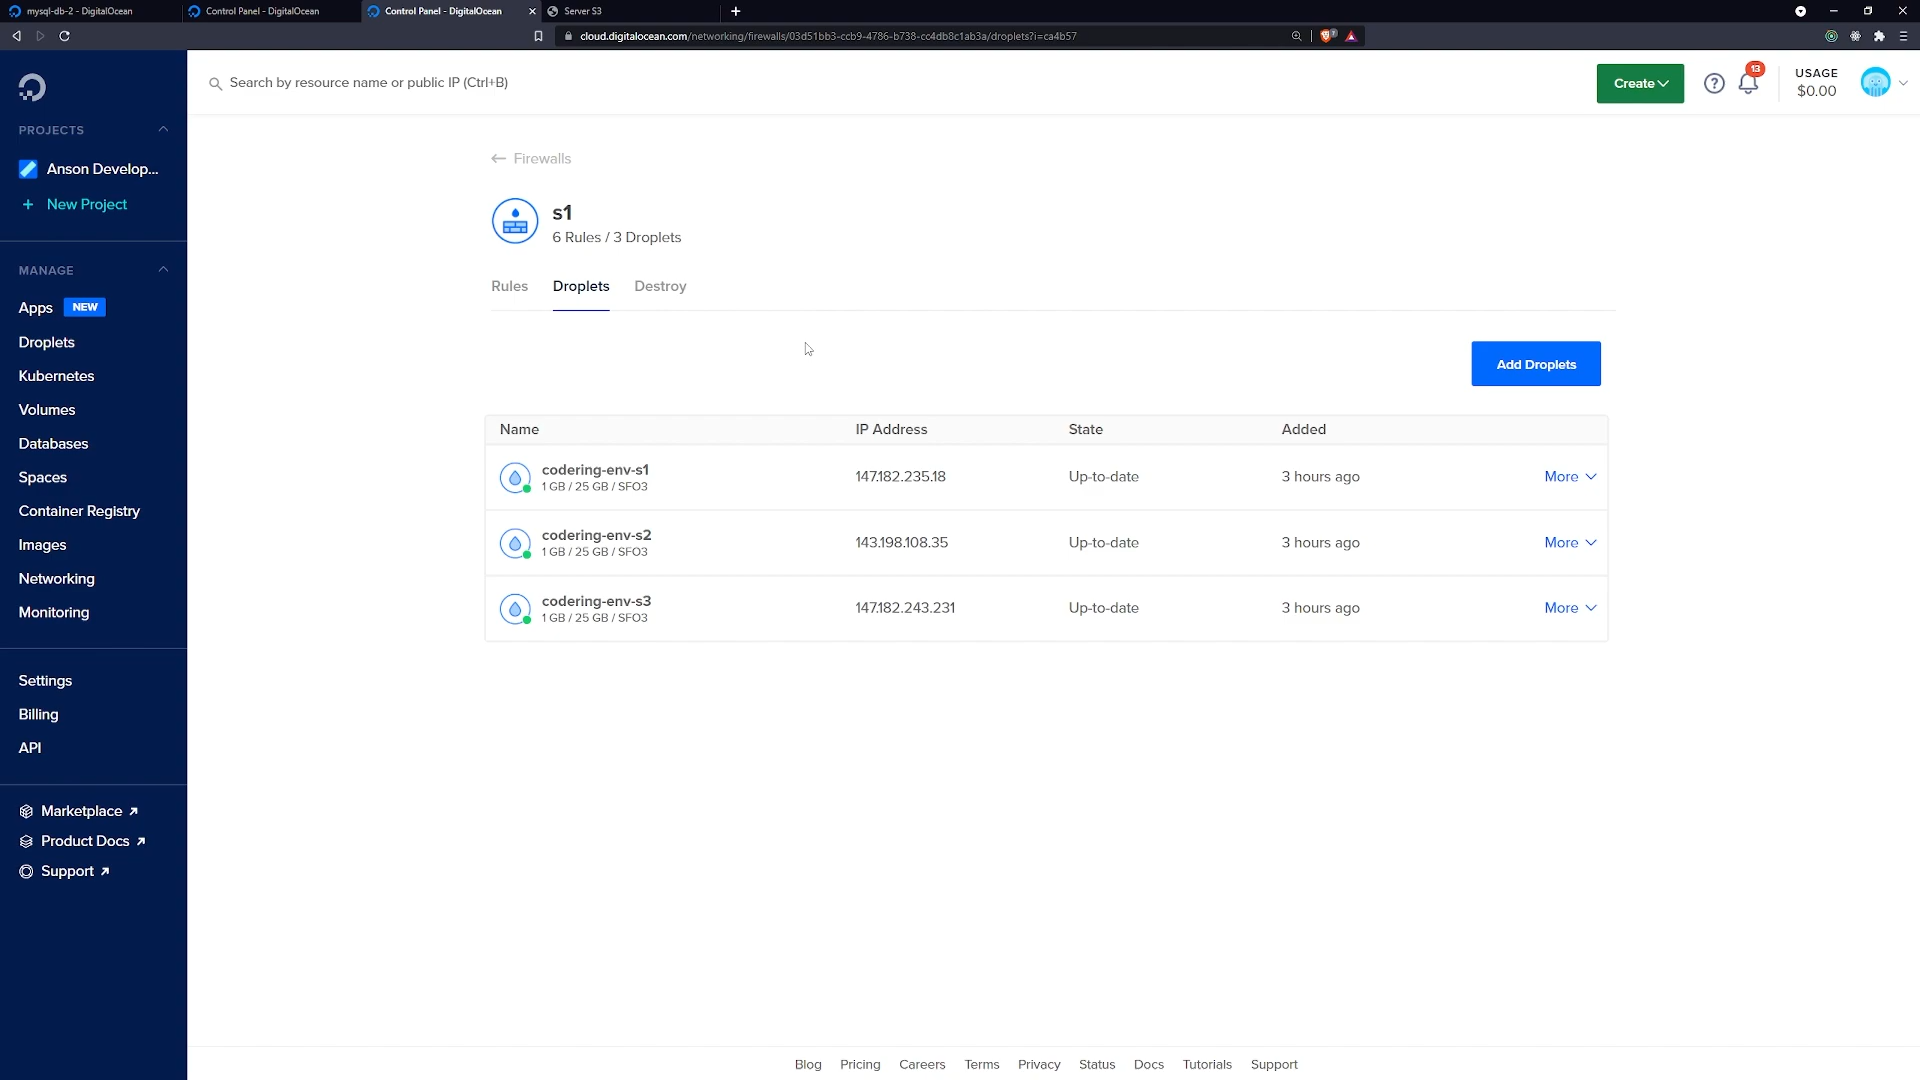 mysql-db-2 - DigitalOcean
Control Panel - DigitalOcean
Control Panel - DigitalOcean
Server S3
cloud.digitalocean.com/networking/firewalls/03d51bb3-ccb9-4786-b738-cc4db8c1ab3a/droplets?i=ca4b57
Search by resource name or public IP (Ctrl+B)
Create
13
USAGE
$0.00
PROJECTS
Anson Develop...
+ New Project
MANAGE
Apps NEW
Droplets
Kubernetes
Volumes
Databases
Spaces
Container Registry
Images
Networking
Monitoring
Settings
Billing
API
Marketplace
Product Docs
Support
← Firewalls
s1
6 Rules / 3 Droplets
Rules Droplets Destroy
Add Droplets
Name IP Address State Added
codering-env-s1
1 GB / 25 GB / SFO3
147.182.235.18 Up-to-date 3 hours ago More
codering-env-s2
1 GB / 25 GB / SFO3
143.198.108.35 Up-to-date 3 hours ago More
codering-env-s3
1 GB / 25 GB / SFO3
147.182.243.231 Up-to-date 3 hours ago More
Blog Pricing Careers Terms Privacy Status Docs Tutorials Support